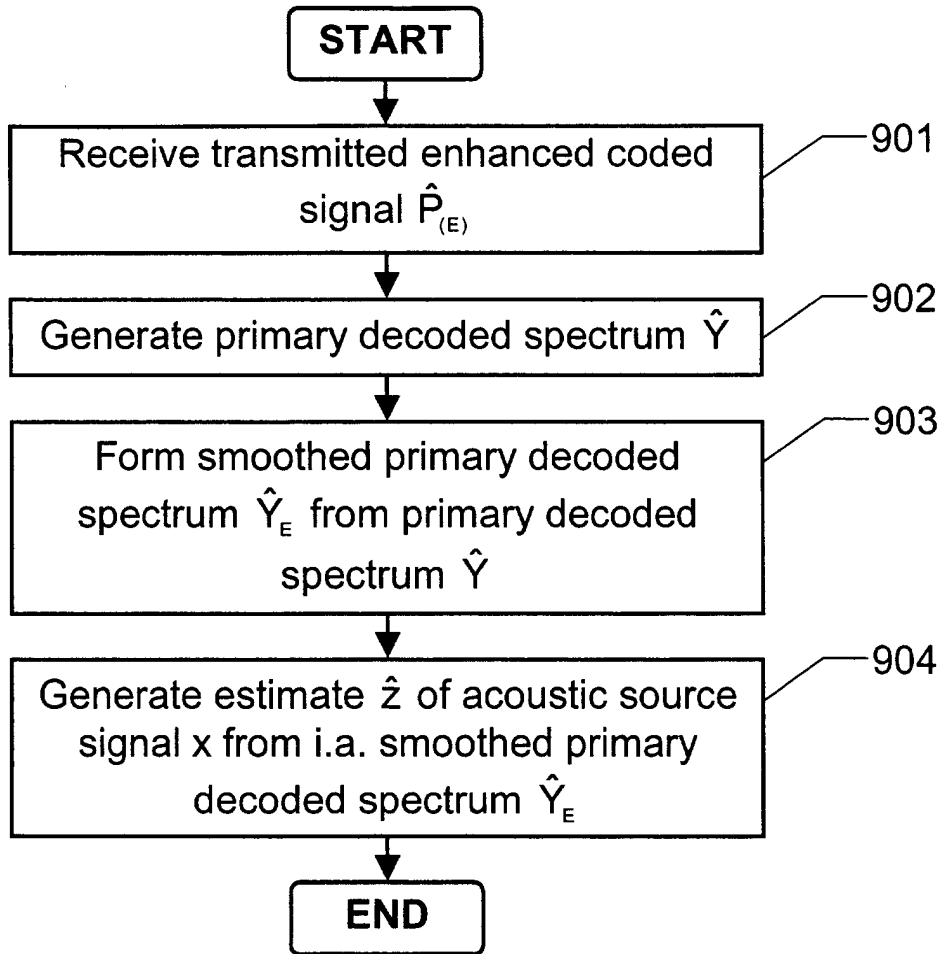 START
Receive transmitted enhanced coded
signal P̂(E)
901
Generate primary decoded spectrum Ŷ
902
Form smoothed primary decoded
spectrum ŶE from primary decoded
spectrum Ŷ
903
Generate estimate ẑ of acoustic source
signal x from i.a. smoothed primary
decoded spectrum ŶE
904
END